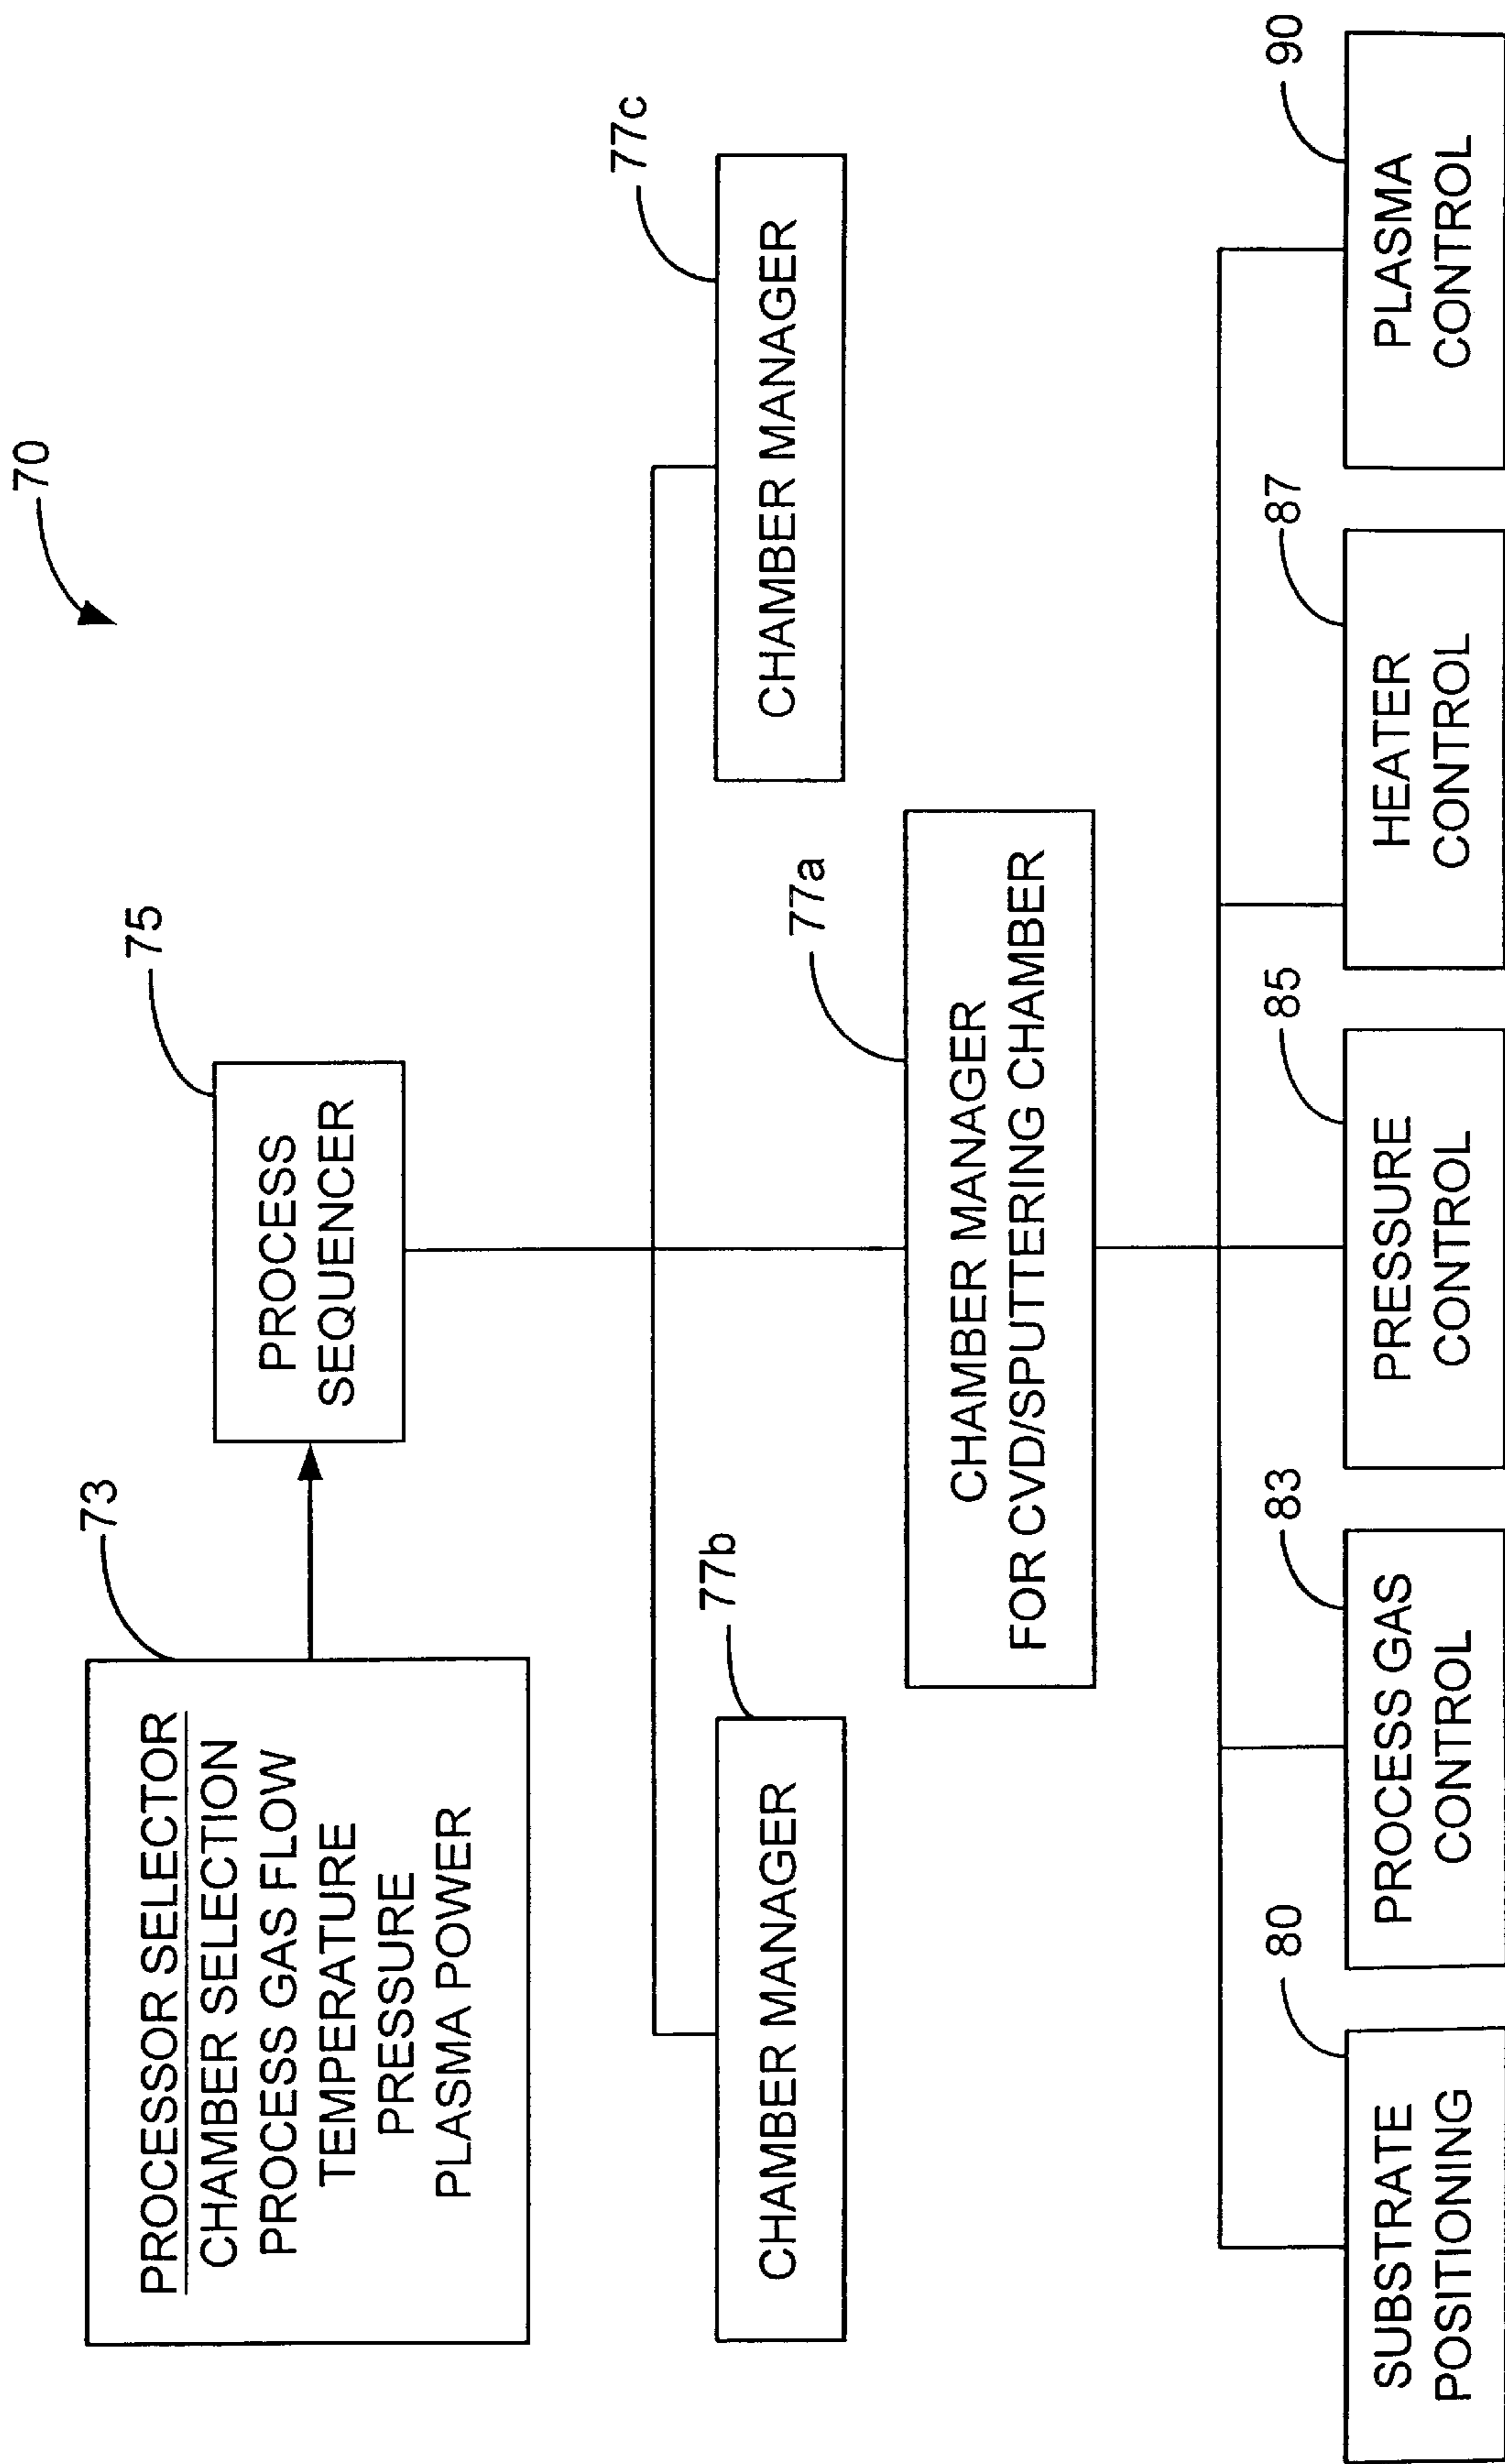 70
73
PROCESSOR SELECTOR
CHAMBER SELECTION
PROCESS GAS FLOW
TEMPERATURE
PRESSURE
PLASMA POWER
75
PROCESS
SEQUENCER
77b
CHAMBER MANAGER
77c
CHAMBER MANAGER
77a
CHAMBER MANAGER
FOR CVD/SPUTTERING CHAMBER
80
SUBSTRATE
POSITIONING
83
PROCESS GAS
CONTROL
85
PRESSURE
CONTROL
87
HEATER
CONTROL
90
PLASMA
CONTROL